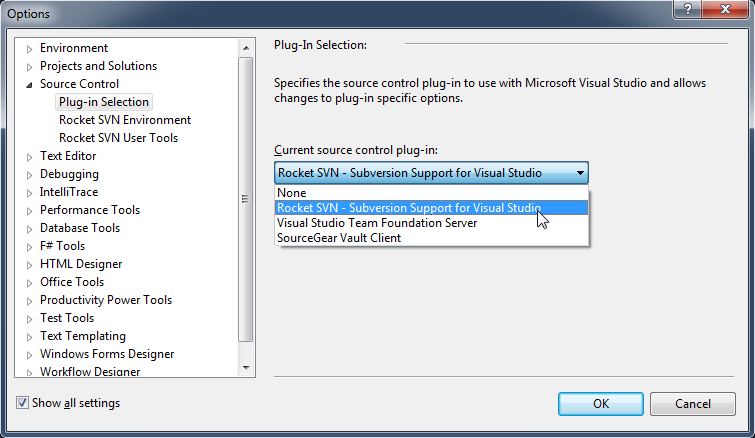 Options
Environment
Projects and Solutions
Source Control
Plug-in Selection
Rocket SVN Environment
Rocket SVN User Tools
Text Editor
Debugging
IntelliTrace
Performance Tools
Database Tools
F# Tools
HTML Designer
Office Tools
Productivity Power Tools
Test Tools
Text Templating
Windows Forms Designer
Workflow Designer
Show all settings
Plug-In Selection:
Specifies the source control plug-in to use with Microsoft Visual Studio and allows
changes to plug-in specific options.
Current source control plug-in:
Rocket SVN - Subversion Support for Visual Studio
None
Rocket SVN - Subversion Support for Visual Studio
Visual Studio Team Foundation Server
SourceGear Vault Client
OK
Cancel